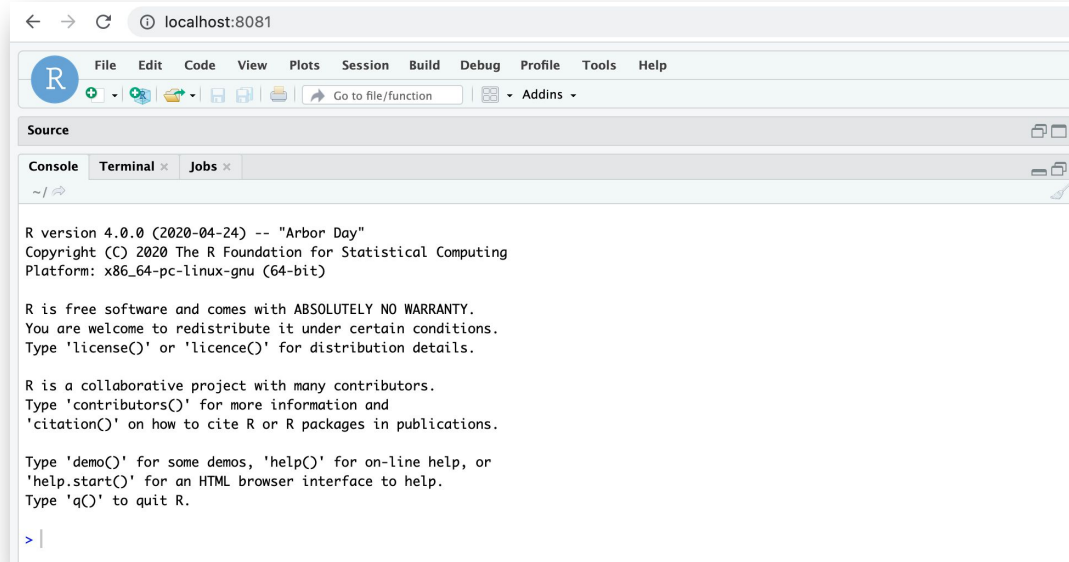 localhost:8081
R
File Edit Code View Plots Session Build Debug Profile Tools Help
R Go to file/function Addins
Source
Console Terminal × Jobs ×
~/
R version 4.0.0 (2020-04-24) -- "Arbor Day"
Copyright (C) 2020 The R Foundation for Statistical Computing
Platform: x86_64-pc-linux-gnu (64-bit)
R is free software and comes with ABSOLUTELY NO WARRANTY.
You are welcome to redistribute it under certain conditions.
Type 'license()' or 'licence()' for distribution details.
R is a collaborative project with many contributors.
Type 'contributors()' for more information and
'citation()' on how to cite R or R packages in publications.
Type 'demo()' for some demos, 'help()' for on-line help, or
'help.start()' for an HTML browser interface to help.
Type 'q()' to quit R.
>